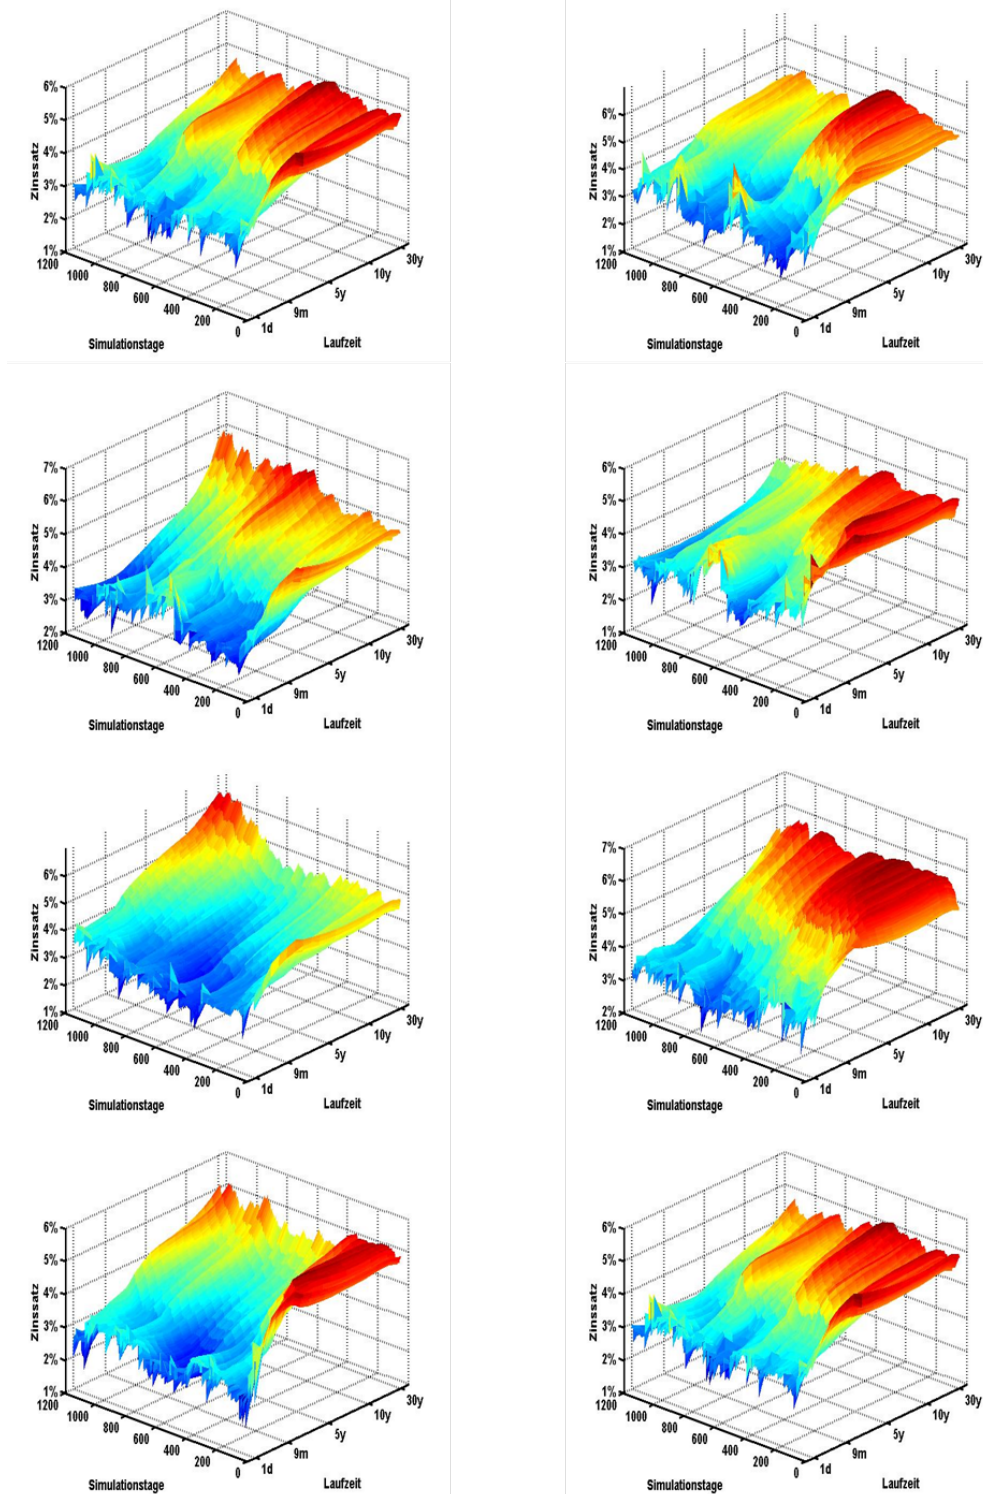 6%
5%
4%
3%
2%
1%
Zinssatz
1200
1000
800
600
400
200
0
Simulationstage
1d
9m
5y
10y
30y
Laufzeit
6%
5%
4%
3%
2%
1%
Zinssatz
1200
1000
800
600
400
200
0
Simulationstage
1d
9m
5y
10y
30y
Laufzeit
7%
6%
5%
4%
3%
2%
Zinssatz
1200
1000
800
600
400
200
0
Simulationstage
1d
9m
5y
10y
30y
Laufzeit
6%
5%
4%
3%
2%
1%
Zinssatz
1200
1000
800
600
400
200
0
Simulationstage
1d
9m
5y
10y
30y
Laufzeit
6%
5%
4%
3%
2%
1%
Zinssatz
1200
1000
800
600
400
200
0
Simulationstage
1d
9m
5y
10y
30y
Laufzeit
7%
6%
5%
4%
3%
2%
Zinssatz
1200
1000
800
600
400
200
0
Simulationstage
1d
9m
5y
10y
30y
Laufzeit
6%
5%
4%
3%
2%
1%
Zinssatz
1200
1000
800
600
400
200
0
Simulationstage
1d
9m
5y
10y
30y
Laufzeit
6%
5%
4%
3%
2%
1%
Zinssatz
1200
1000
800
600
400
200
0
Simulationstage
1d
9m
5y
10y
30y
Laufzeit